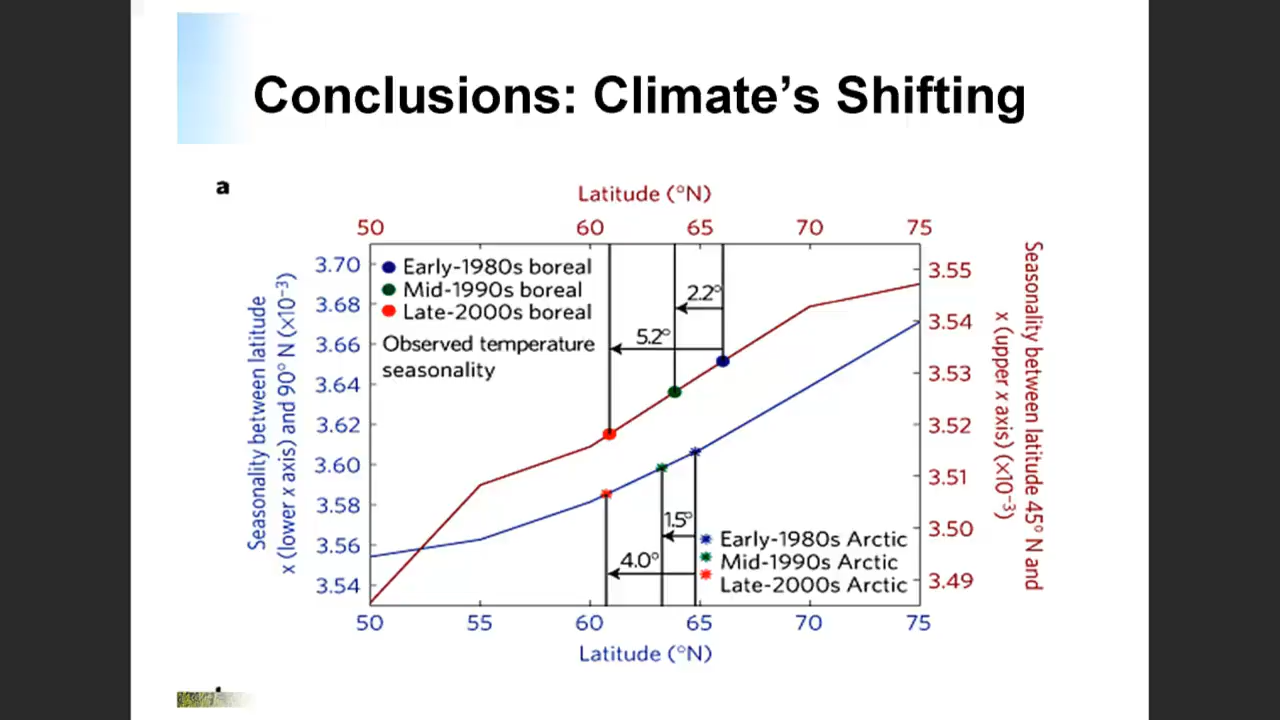 Conclusions: Climate’s Shifting
a
Latitude (°N)
50 60 65 70 75
3.70
3.68
3.66
3.64
3.62
3.60
3.58
3.56
3.54
Seasonality between latitude
x (lower x axis) and 90° N (×10⁻³)
Early-1980s boreal
Mid-1990s boreal
Late-2000s boreal
Observed temperature
seasonality
2.2°
5.2°
1.5°
4.0°
Early-1980s Arctic
Mid-1990s Arctic
Late-2000s Arctic
3.55
3.54
3.53
3.52
3.51
3.50
3.49
Seasonality between latitude 45° N and
x (upper x axis) (×10⁻³)
50 55 60 65 70 75
Latitude (°N)